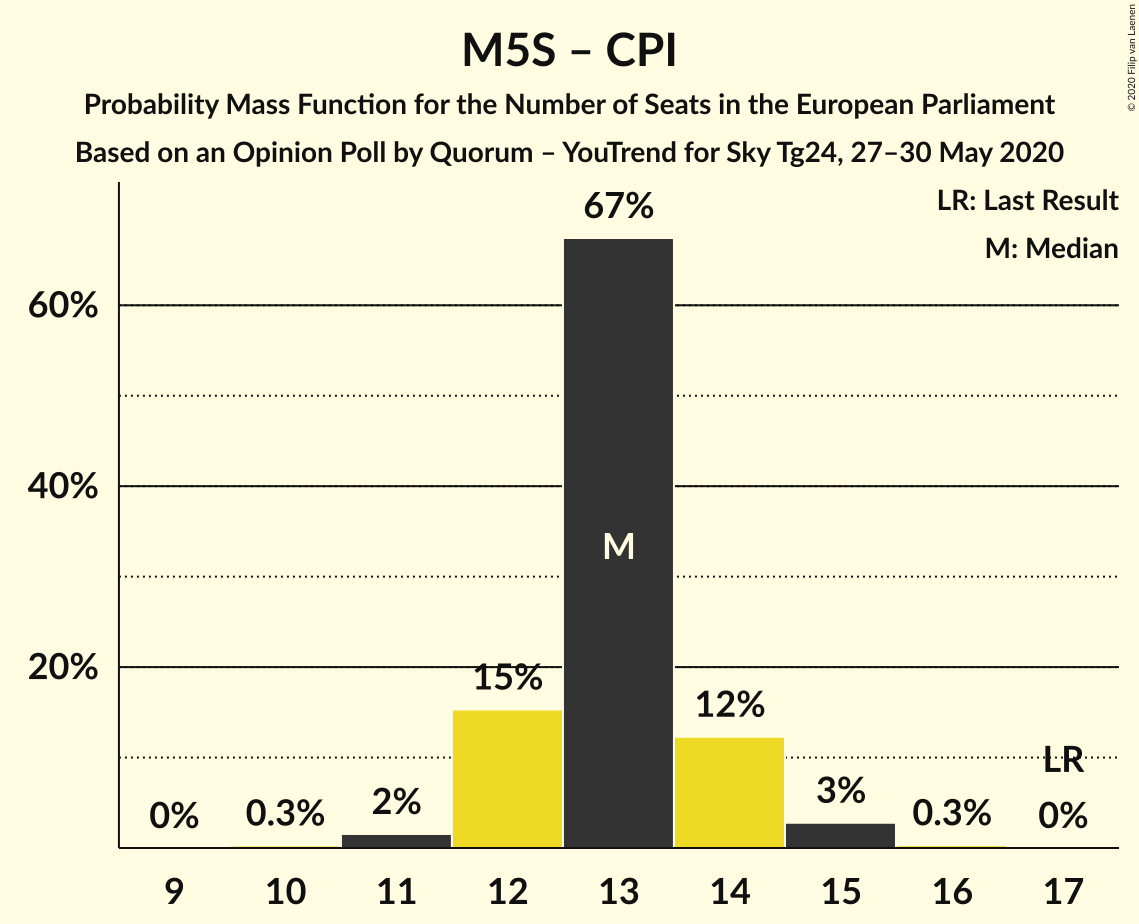 M5S – CPI
Probability Mass Function for the Number of Seats in the European Parliament
Based on an Opinion Poll by Quorum – YouTrend for Sky Tg24, 27–30 May 2020
© 2020 Filip van Laenen
LR: Last Result
M: Median
67%
60%
40%
M
20%
15%
12%
LR
0%
0.3%
2%
3%
0.3%
0%
9 10 11 12 13 14 15 16 17